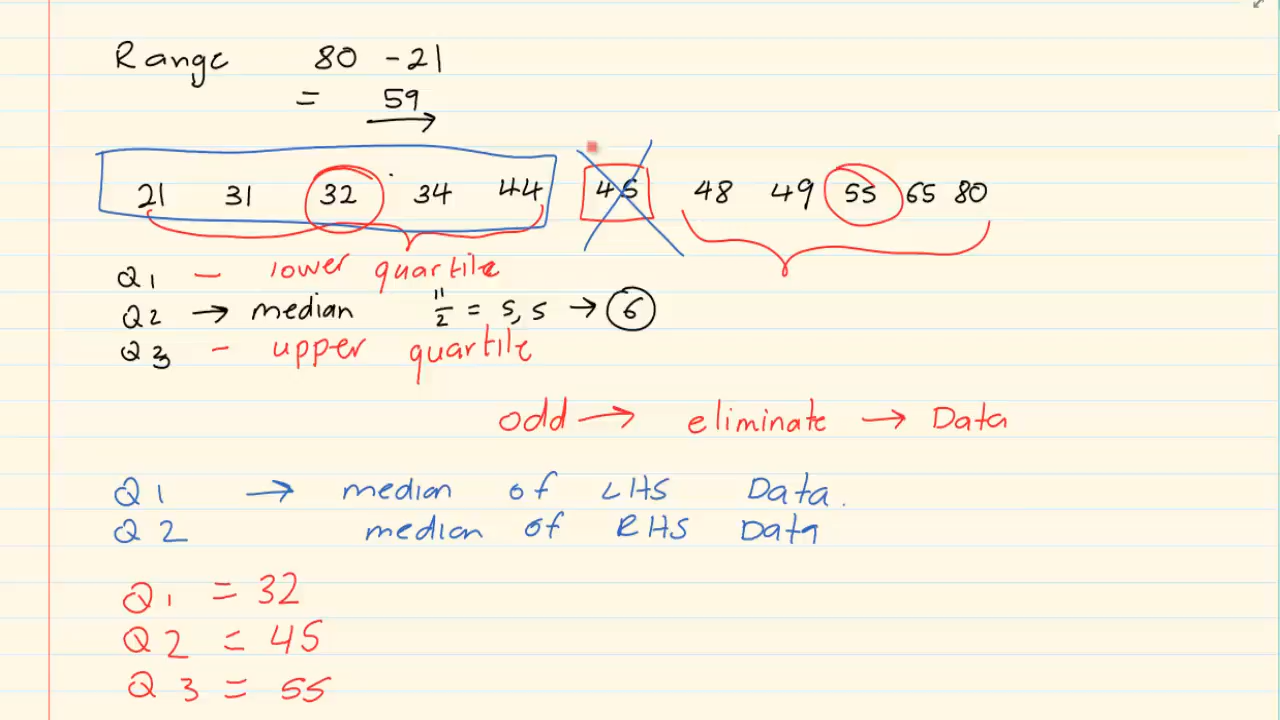 Range 80 - 21
= 59
21 31 32 34 44 45 48 49 55 65 80
Q1 - lower quartile
Q2 → median 11/2 = 5,5 → 6
Q3 - upper quartile
odd → eliminate → Data
Q1 → median of LHS Data.
Q2 median of RHS Data
Q1 = 32
Q2 = 45
Q3 = 55